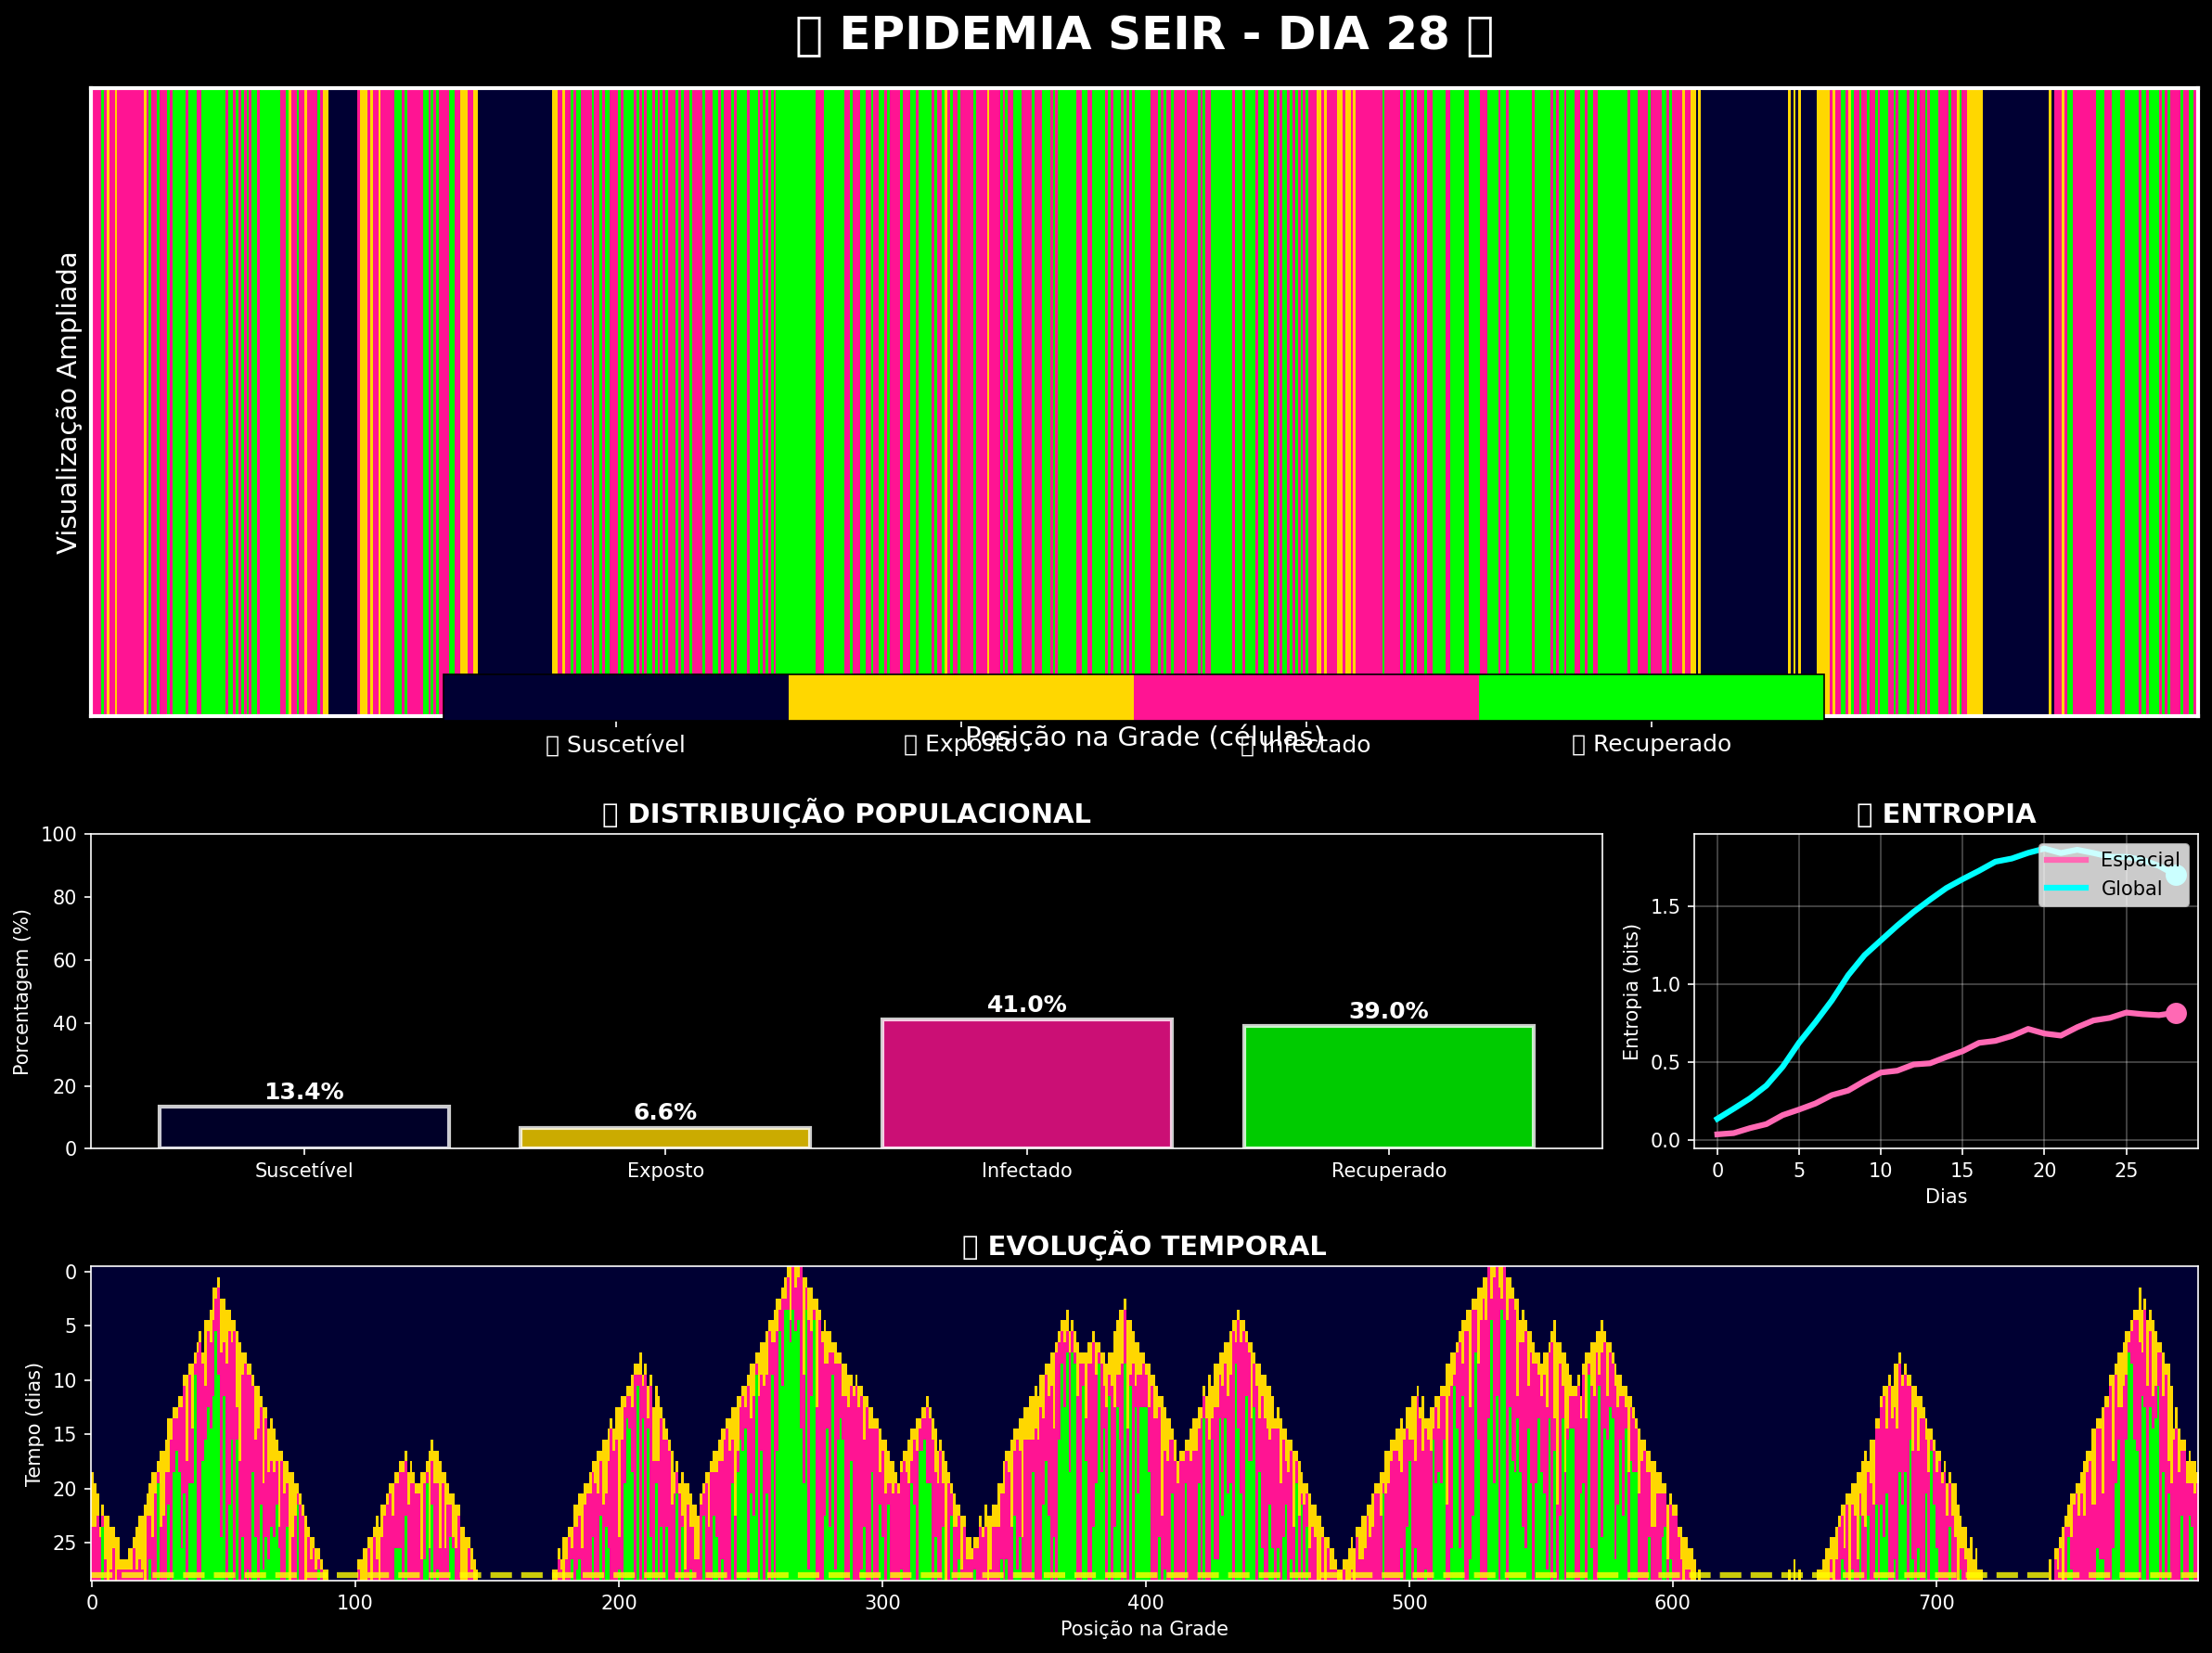 ▯ EPIDEMIA SEIR - DIA 28 ▯
Visualização Ampliada
Posição na Grade (células)
▯ Suscetível
▯ Exposto
▯ Infectado
▯ Recuperado
▯ DISTRIBUIÇÃO POPULACIONAL
Porcentagem (%)
100
80
60
40
20
0
13.4%
6.6%
41.0%
39.0%
Suscetível
Exposto
Infectado
Recuperado
▯ ENTROPIA
Entropia (bits)
1.5
1.0
0.5
0.0
Espacial
Global
0 5 10 15 20 25
Dias
▯ EVOLUÇÃO TEMPORAL
Tempo (dias)
0
5
10
15
20
25
0 100 200 300 400 500 600 700
Posição na Grade